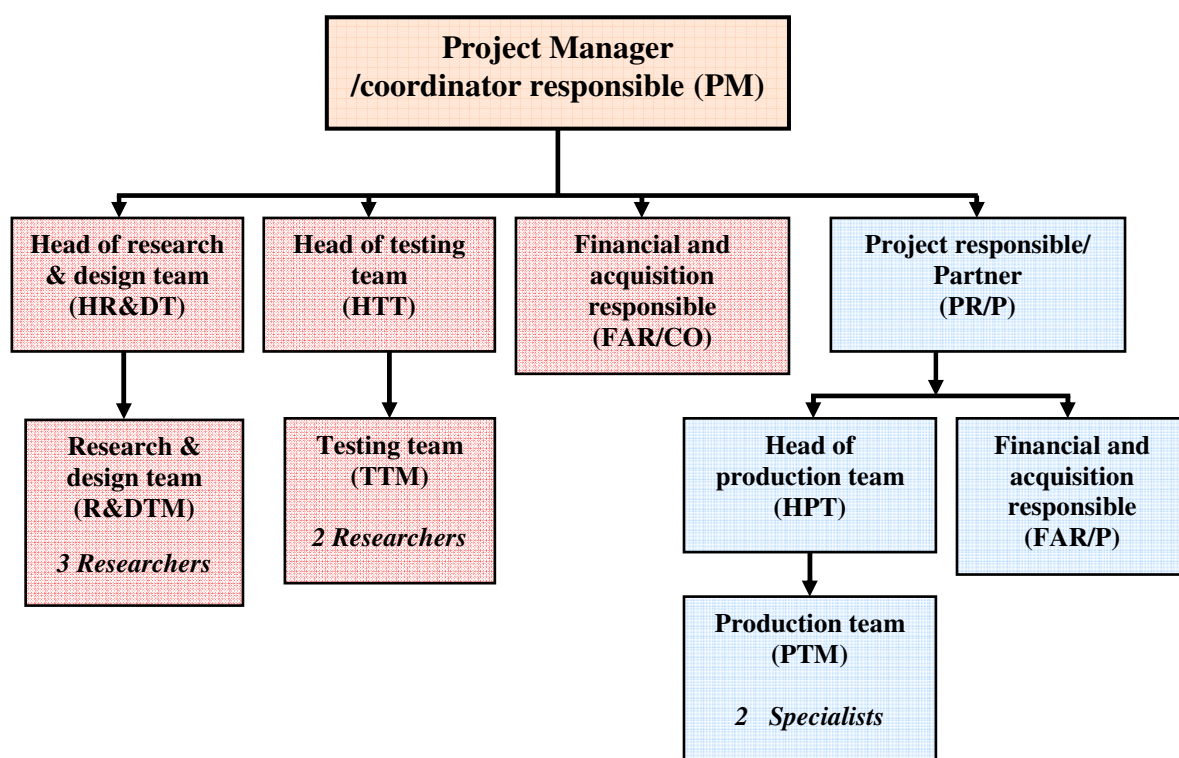 Project Manager
/coordinator responsible (PM)
Head of research
& design team
(HR&DT)
Head of testing
team
(HTT)
Financial and
acquisition
responsible
(FAR/CO)
Project responsible/
Partner
(PR/P)
Research &
design team
(R&DTM)
3 Researchers
Testing team
(TTM)
2 Researchers
Head of
production team
(HPT)
Financial and
acquisition
responsible
(FAR/P)
Production team
(PTM)
2 Specialists